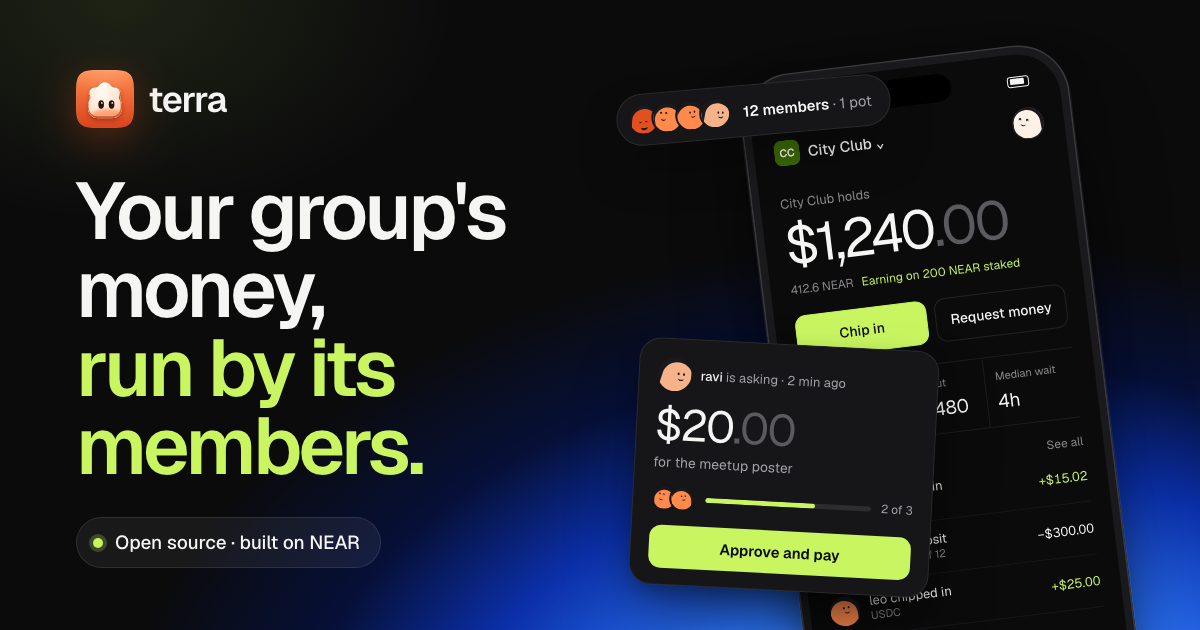 terra
Your group's
money,
run by its
members.
Open source · built on NEAR
12 members · 1 pot
CC City Club
City Club holds
$1,240.00
412.6 NEAR Earning on 200 NEAR staked
Chip in
Request money
Median wait
480
4h
See all
in
+$15.02
−$300.00
12
leo chipped in
+$25.00
USDC
ravi is asking · 2 min ago
$20.00
for the meetup poster
2 of 3
Approve and pay